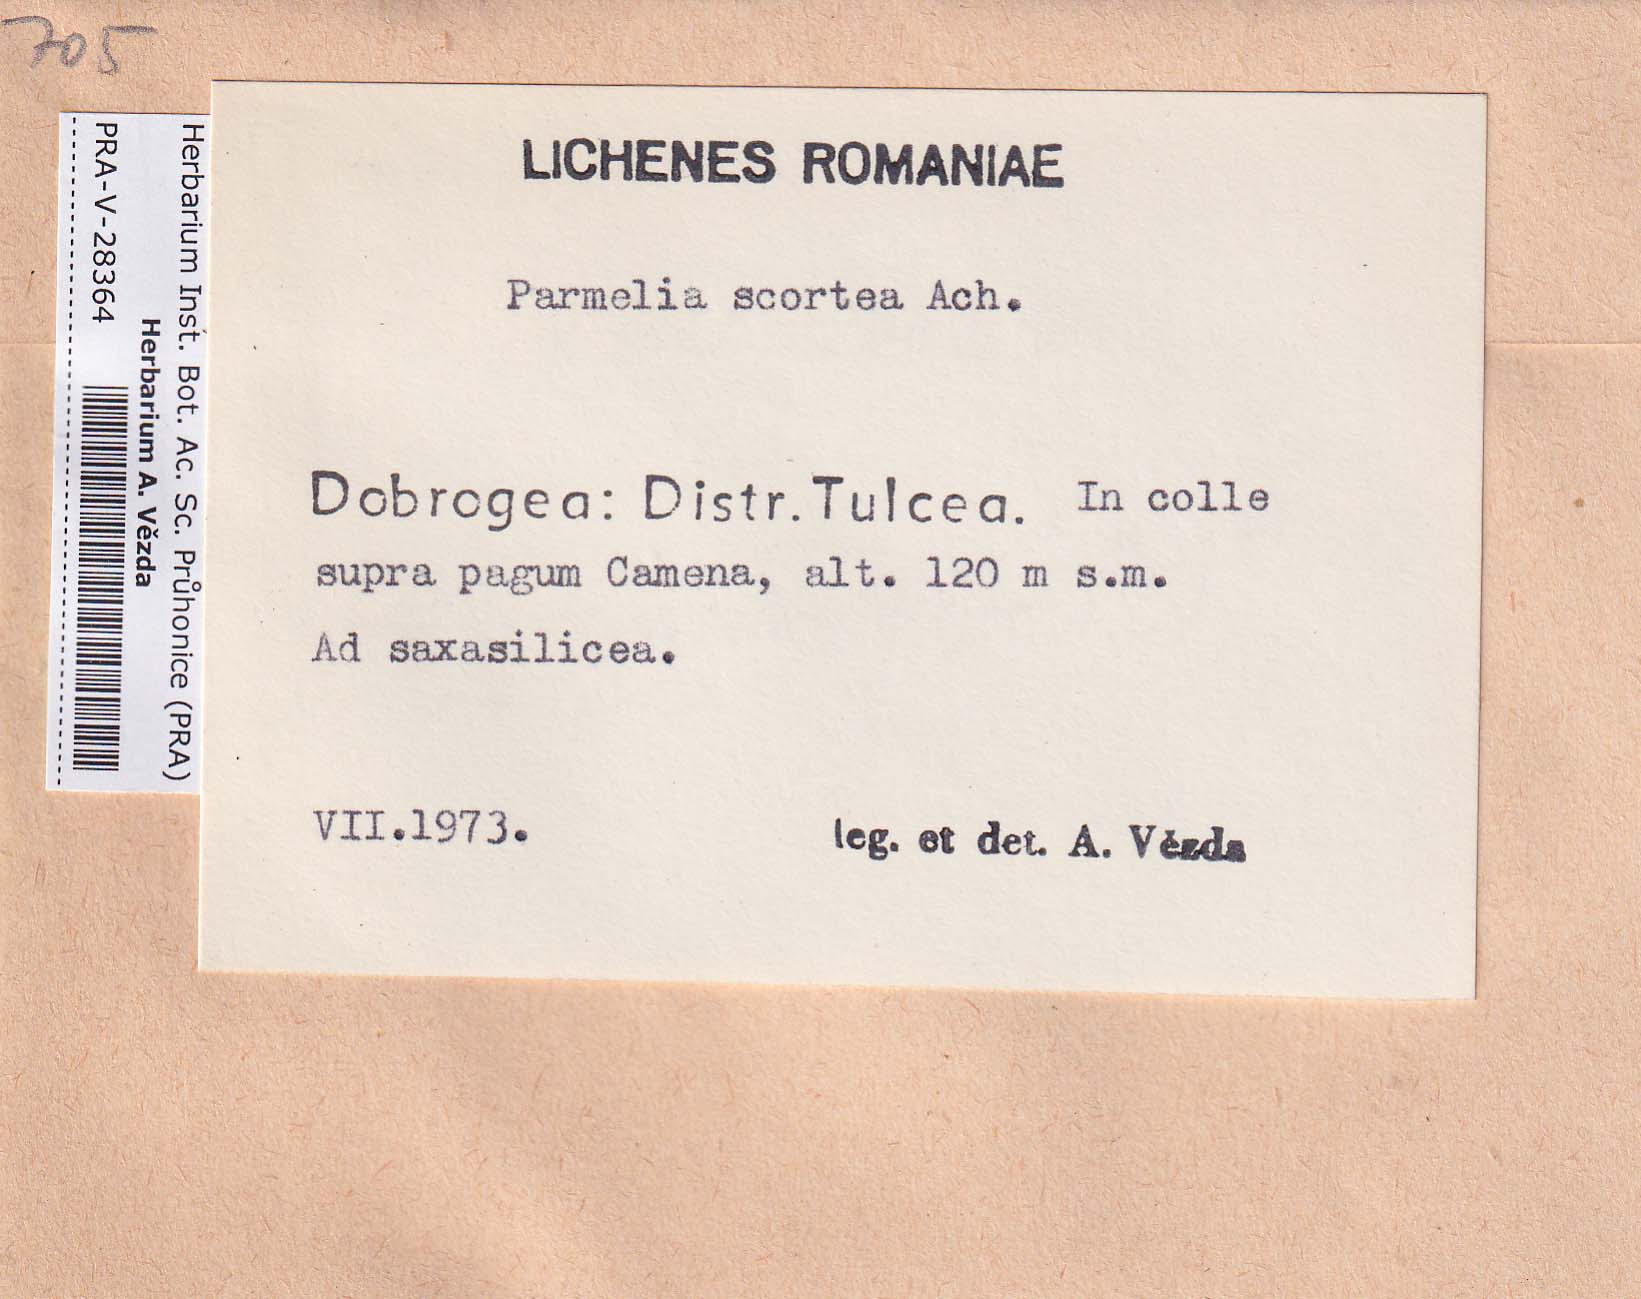 705
Herbarium Inst. Bot. Ac. Sc. Průhonice (PRA)
Herbarium A. Vězda
PRA-V-28364
LICHENES ROMANIAE
Parmelia scortea Ach.
Dobrogea: Distr. Tulcea. In colle
supra pagum Camena, alt. 120 m s.m.
Ad saxasilicea.
VII.1973.
leg. et det. A. Vězda